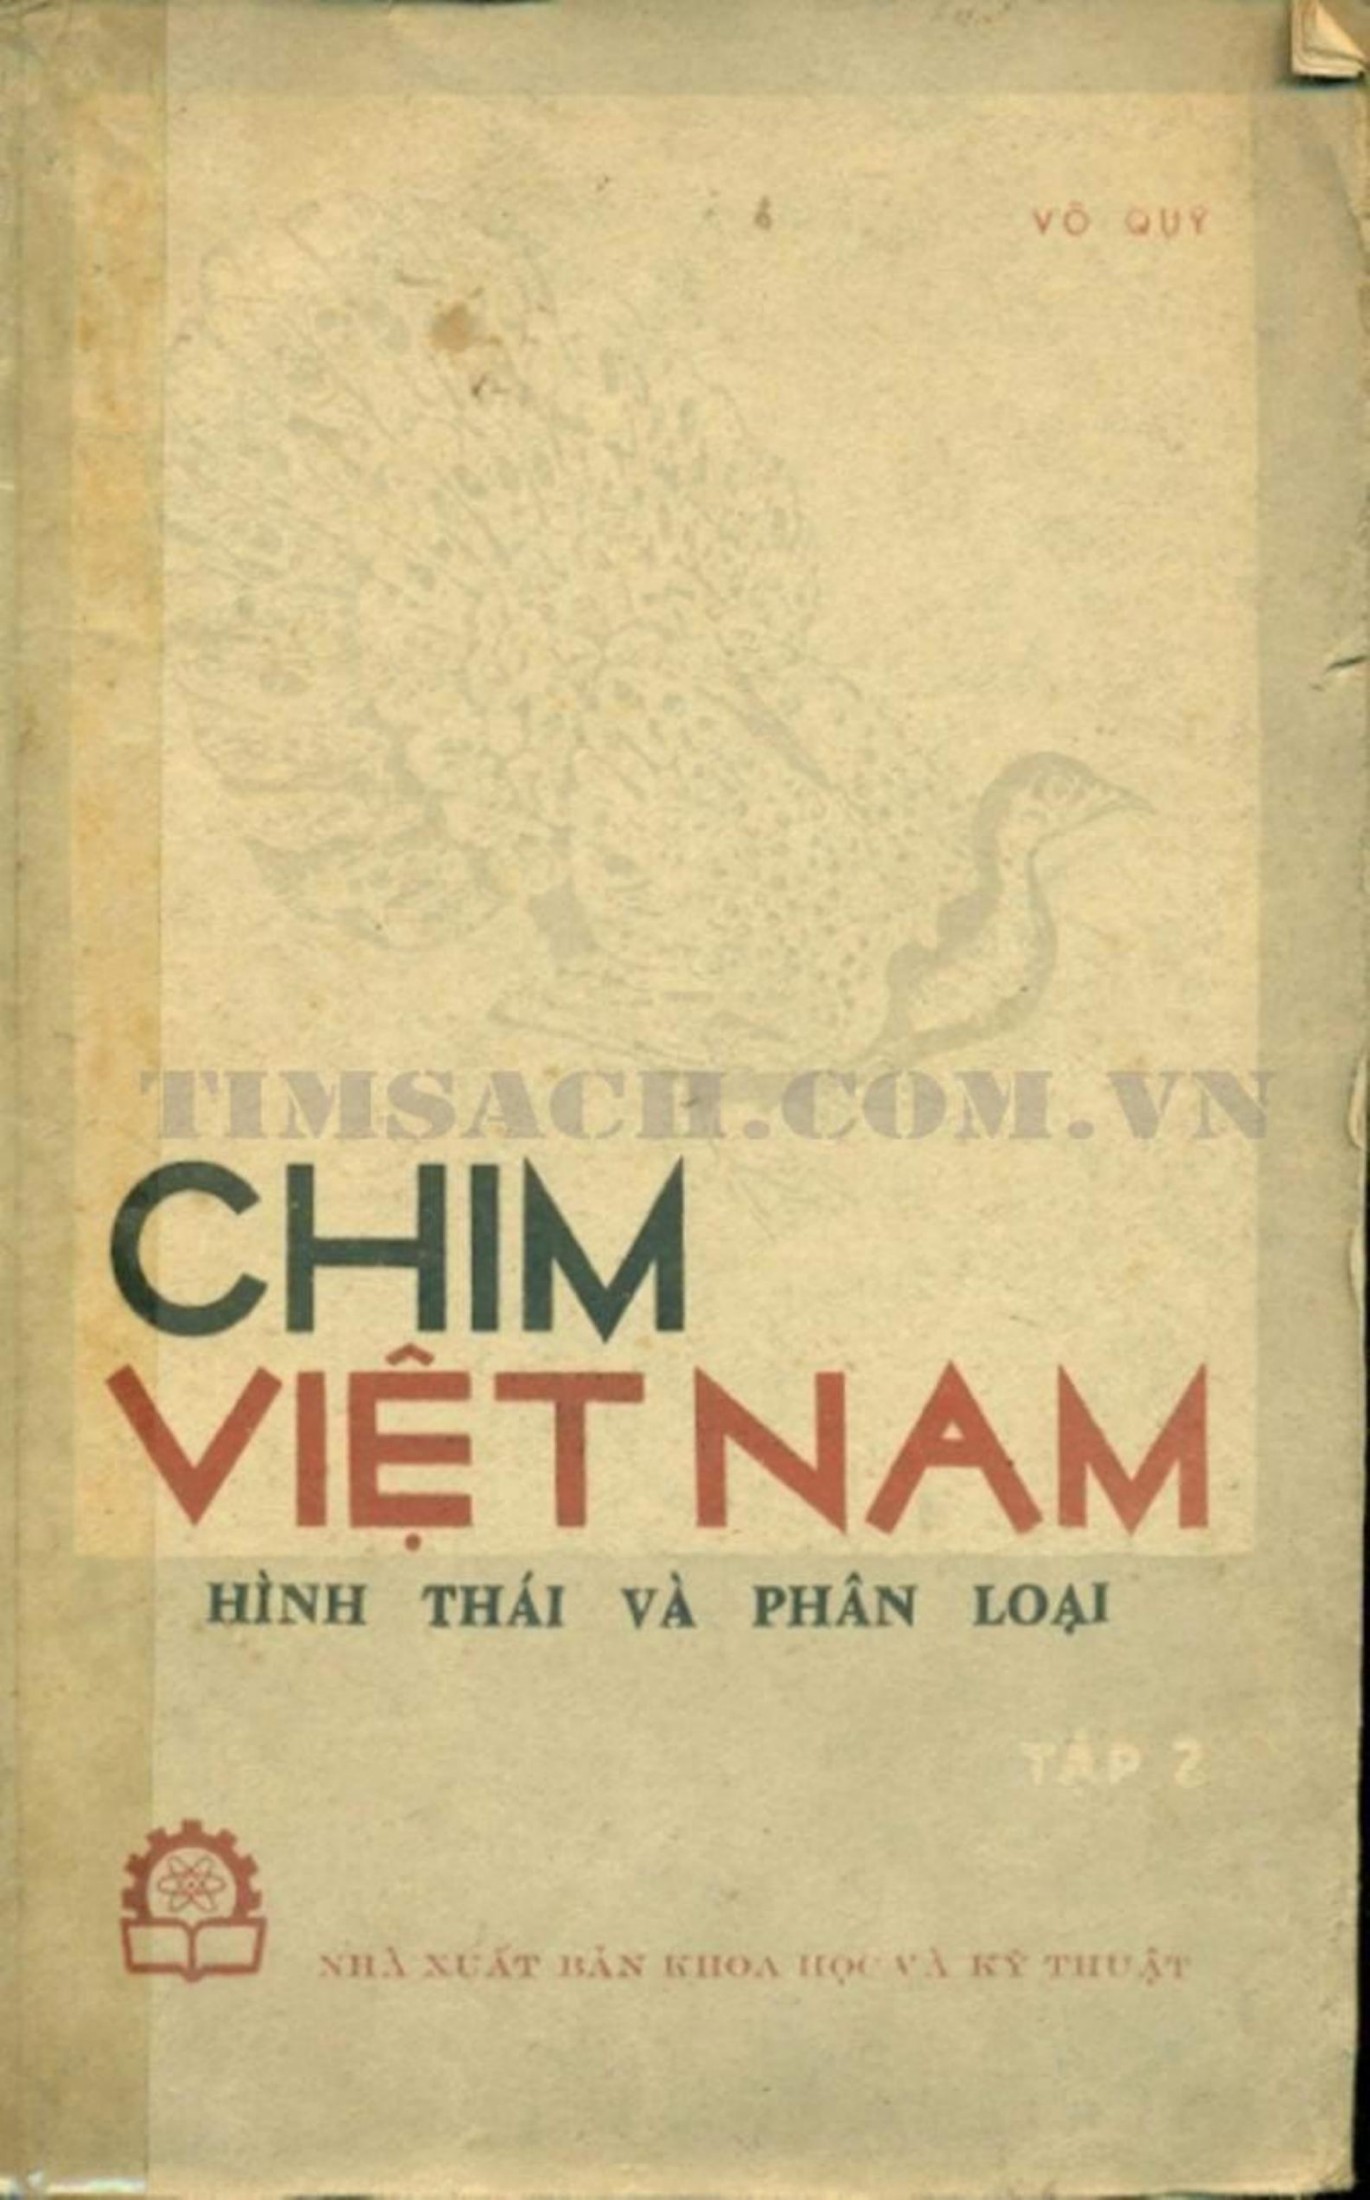 VÕ QUÝ
TIMSACH.COM.VN
CHIM
VIỆT NAM
HÌNH THÁI VÀ PHÂN LOẠI
TẬP 2
NHÀ XUẤT BẢN KHOA HỌC VÀ KỸ THUẬT